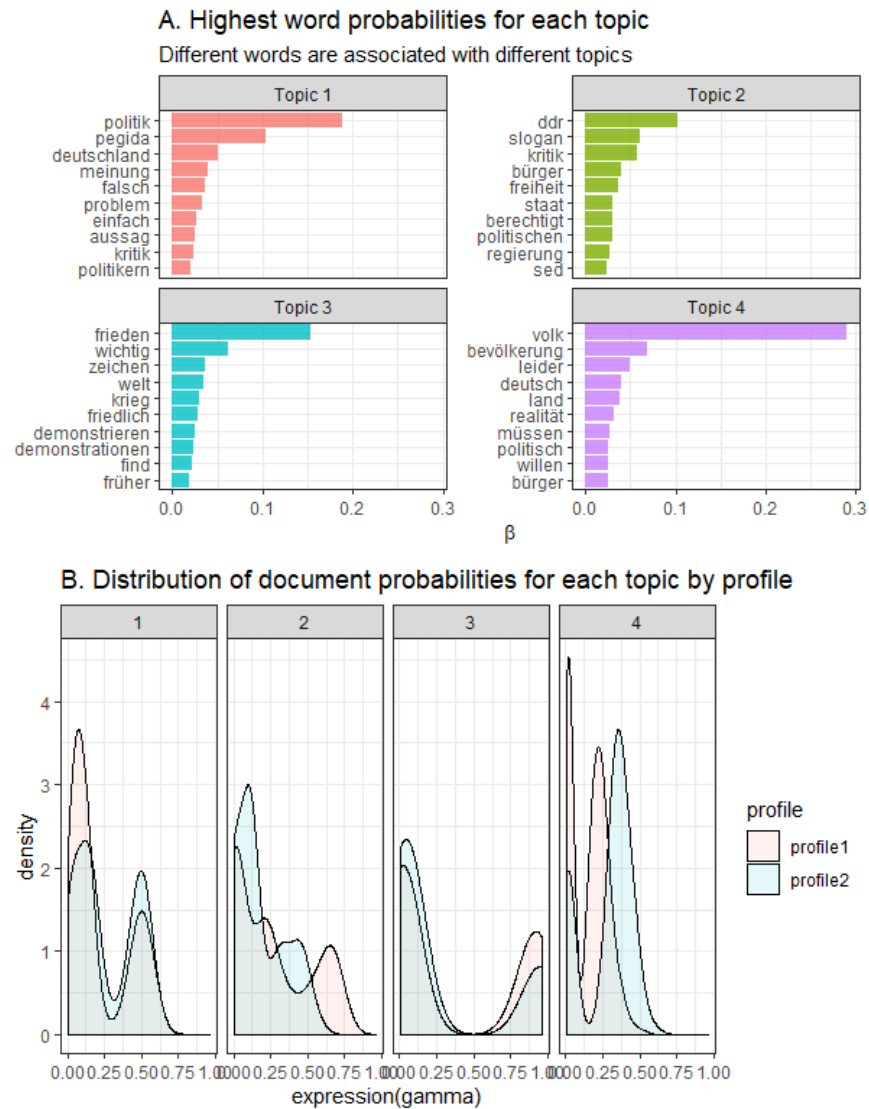 A. Highest word probabilities for each topic
Different words are associated with different topics
Topic 1
politik
pegida
deutschland
meinung
falsch
problem
einfach
aussag
kritik
politikern
Topic 2
ddr
slogan
kritik
bürger
freiheit
staat
berechtigt
politischen
regierung
sed
Topic 3
frieden
wichtig
zeichen
welt
krieg
friedlich
demonstrieren
demonstrationen
find
früher
0.0 0.1 0.2 0.3
Topic 4
volk
bevölkerung
leider
deutsch
land
realität
müssen
politisch
willen
bürger
0.0 0.1 0.2 0.3
β
B. Distribution of document probabilities for each topic by profile
1 2 3 4
4
3
2
1
0
density
0.00 0.25 0.50 0.75 1.00
0.00 0.25 0.50 0.75 1.00
0.00 0.25 0.50 0.75 1.00
0.00 0.25 0.50 0.75 1.00
expression(gamma)
profile
profile1
profile2